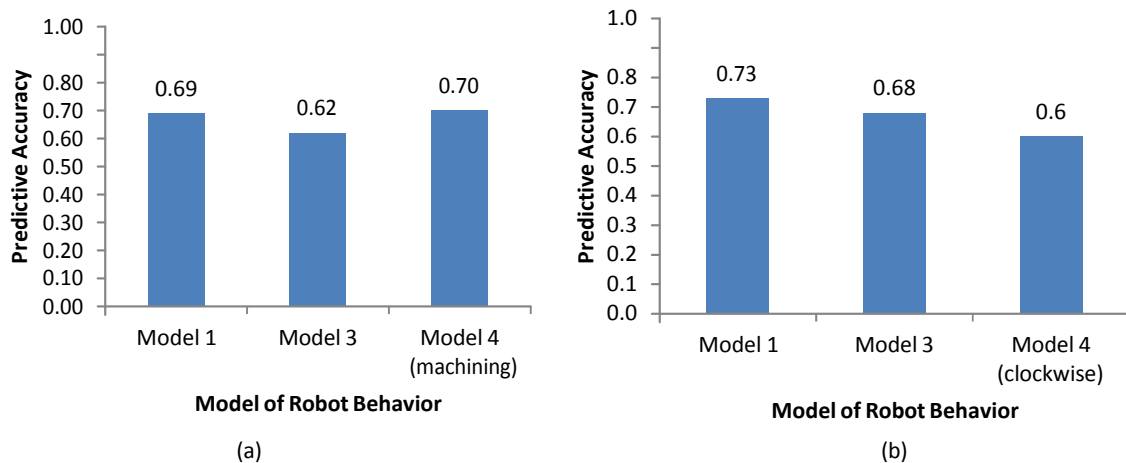 1.00
0.90
0.80
0.70
0.60
0.50
0.40
0.30
0.20
0.10
0.00
Predictive Accuracy
0.69
0.62
0.70
Model 1
Model 3
Model 4
(machining)
Model of Robot Behavior
(a)
1.0
0.8
0.7
0.6
0.5
0.4
0.3
0.2
0.1
0.0
Predictive Accuracy
0.73
0.68
0.6
Model 1
Model 3
Model 4
(clockwise)
Model of Robot Behavior
(b)